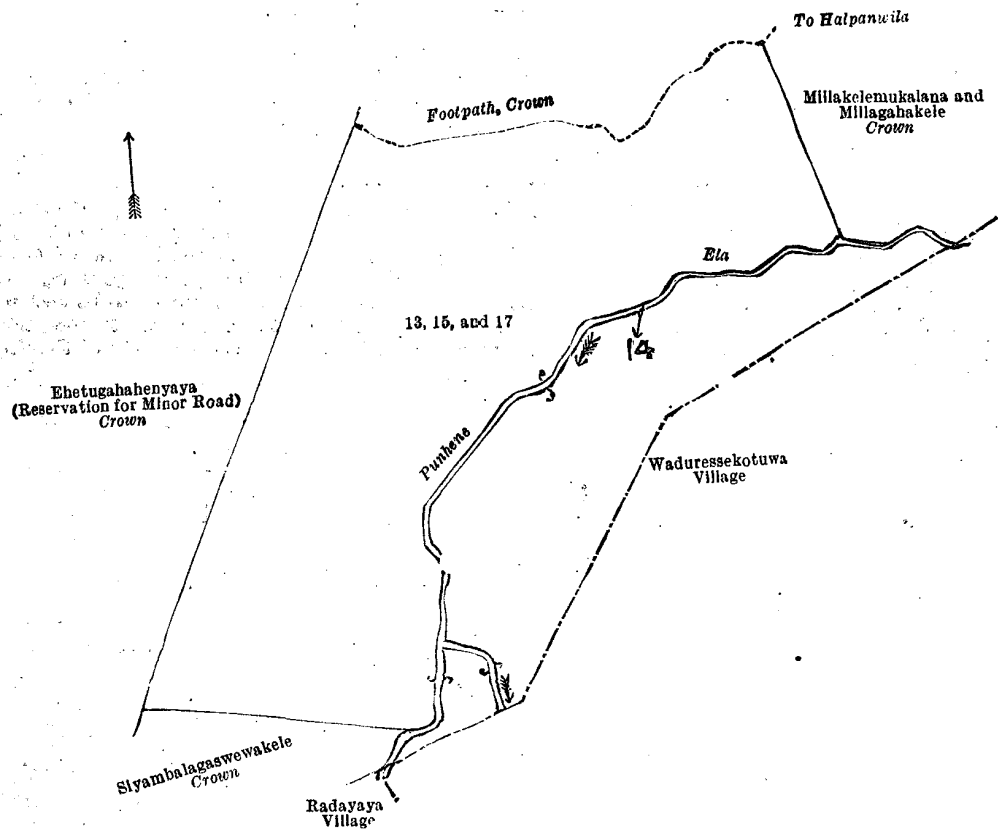 To Halpanwila
Footpath, Crown
Millakelemukalana and
Millagahakele
Crown
Ela
13, 15, and 17
Ehetugahahenyaya
(Reservation for Minor Road)
Crown
Punhene
Waduressekotuwa
Village
Siyambalagaswewakele
Crown
Radayaya
Village